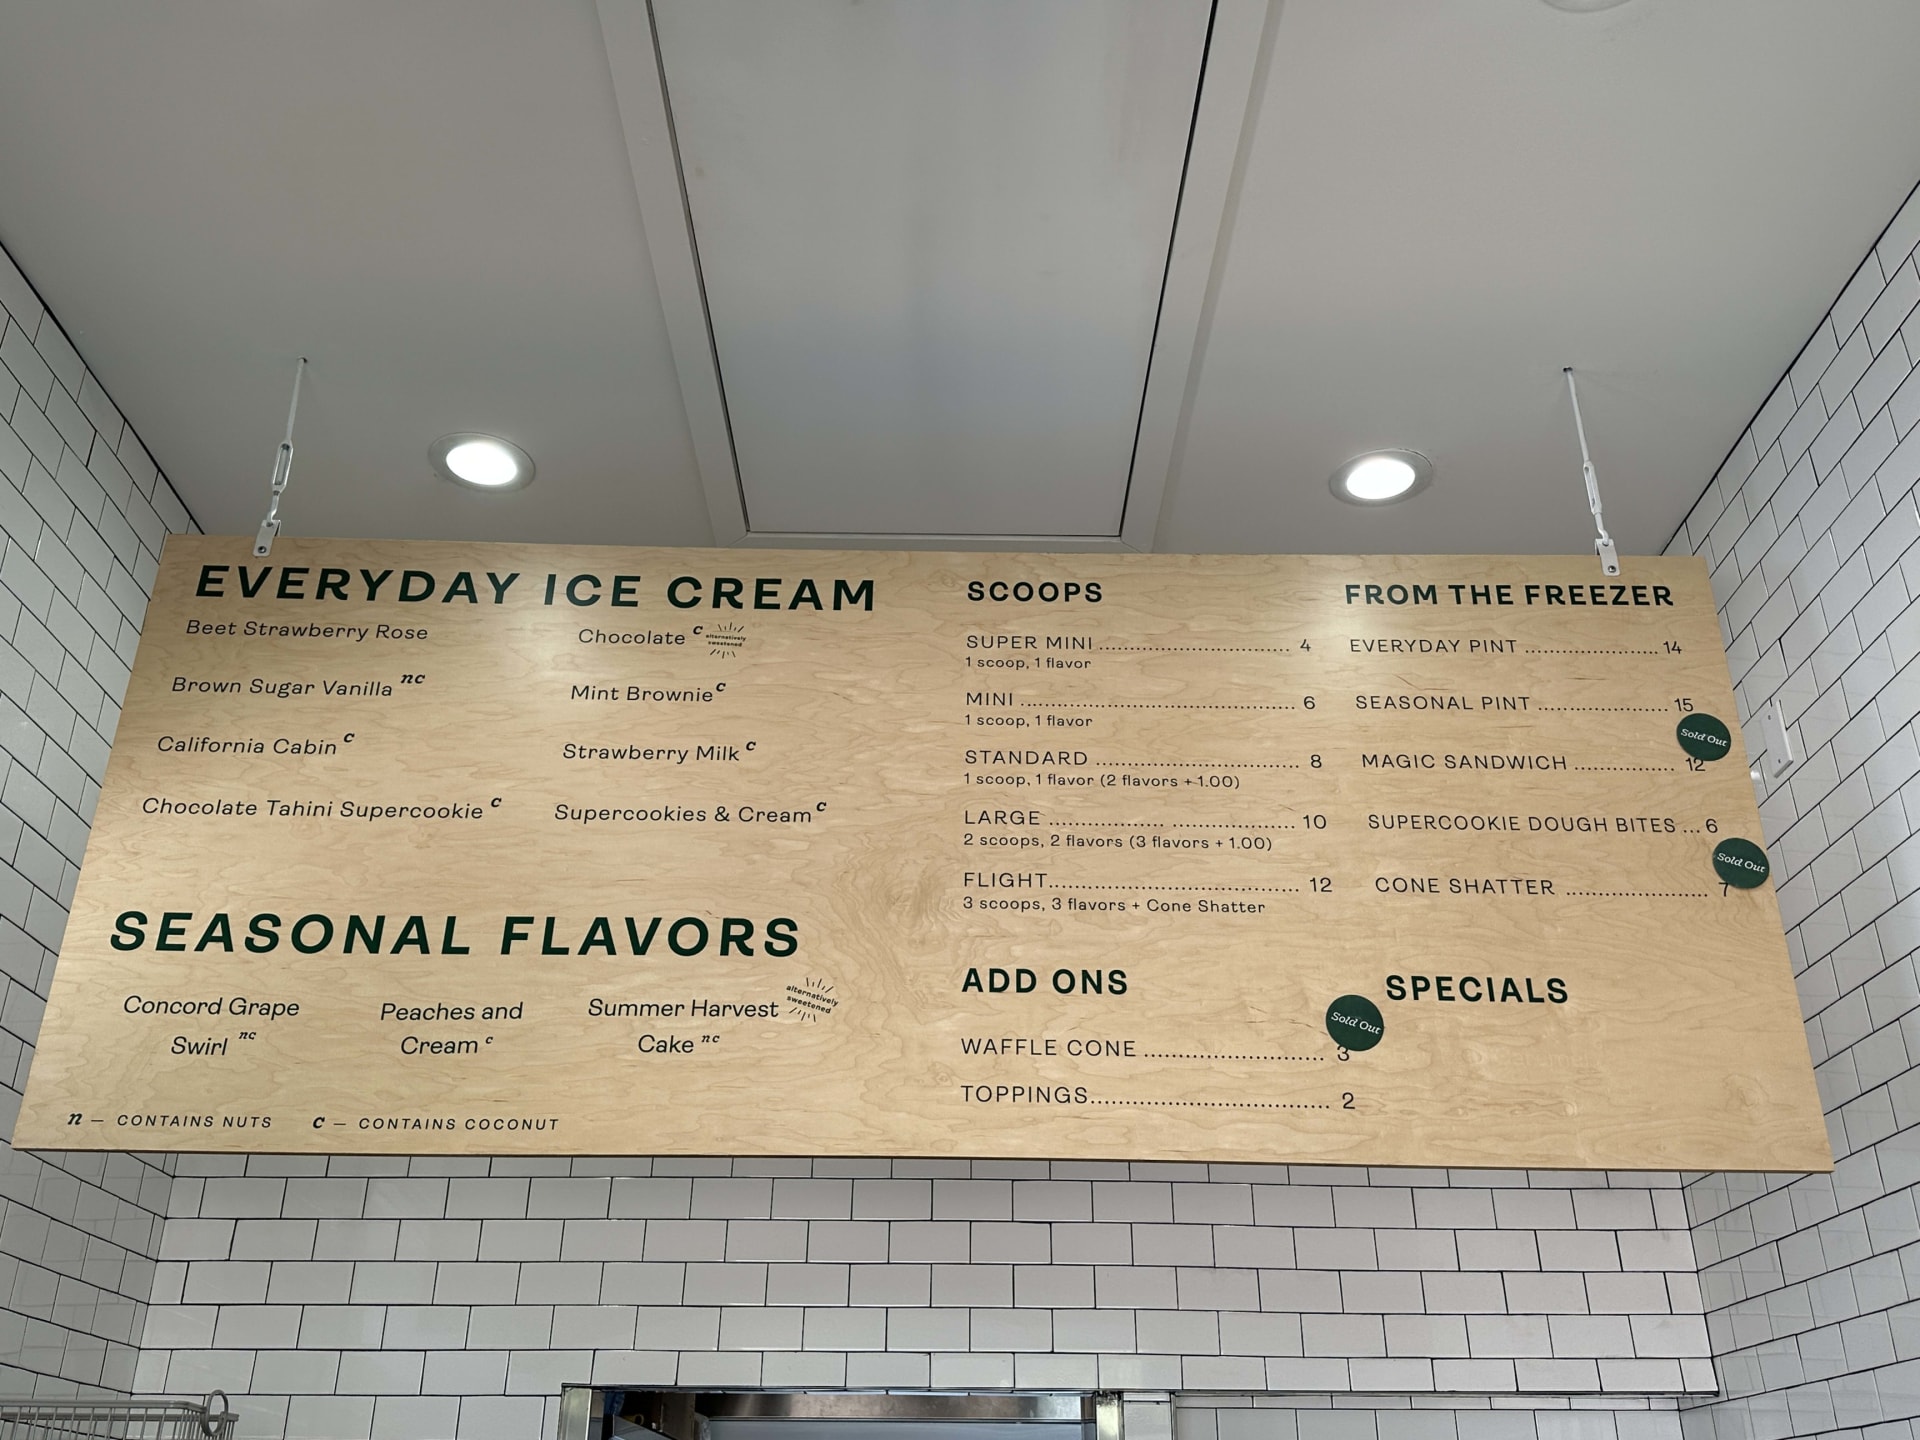 EVERYDAY ICE CREAM
Beet Strawberry Rose
Brown Sugar Vanilla nc
California Cabin c
Chocolate Tahini Supercookie c
Chocolate c
alternatively
sweetened
Mint Brownie c
Strawberry Milk c
Supercookies & Cream c
SEASONAL FLAVORS
Concord Grape
Swirl nc
Peaches and
Cream c
Summer Harvest
Cake nc
alternatively
sweetened
n — CONTAINS NUTS c — CONTAINS COCONUT
SCOOPS
SUPER MINI 4
1 scoop, 1 flavor
MINI 6
1 scoop, 1 flavor
STANDARD 8
1 scoop, 1 flavor (2 flavors + 1.00)
LARGE 10
2 scoops, 2 flavors (3 flavors + 1.00)
FLIGHT 12
3 scoops, 3 flavors + Cone Shatter
ADD ONS
Sold Out
WAFFLE CONE 3
TOPPINGS 2
FROM THE FREEZER
EVERYDAY PINT 14
SEASONAL PINT 15
Sold Out
MAGIC SANDWICH 12
SUPERCOOKIE DOUGH BITES ... 6
Sold Out
CONE SHATTER 7
SPECIALS